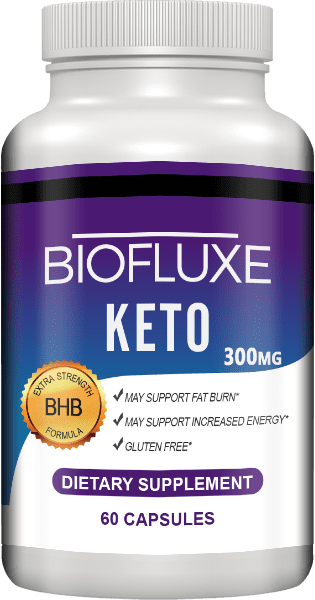 BIOFLUXE
KETO
300MG
EXTRA STRENGTH
BHB
FORMULA
✓MAY SUPPORT FAT BURN*
✓MAY SUPPORT INCREASED ENERGY*
✓GLUTEN FREE*
DIETARY SUPPLEMENT
60 CAPSULES